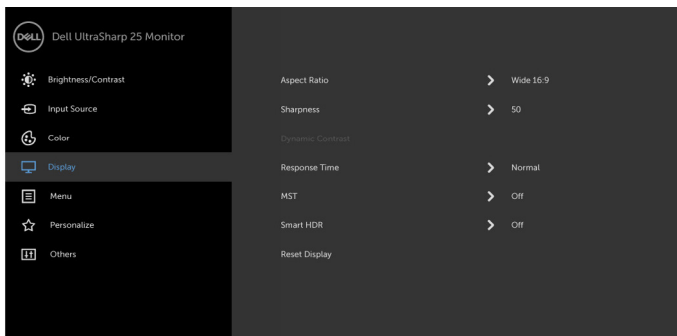 DELL Dell UltraSharp 25 Monitor
Brightness/Contrast
Input Source
Color
Display
Menu
Personalize
Others
Aspect Ratio Wide 16:9
Sharpness 50
Dynamic Contrast
Response Time Normal
MST Off
Smart HDR Off
Reset Display